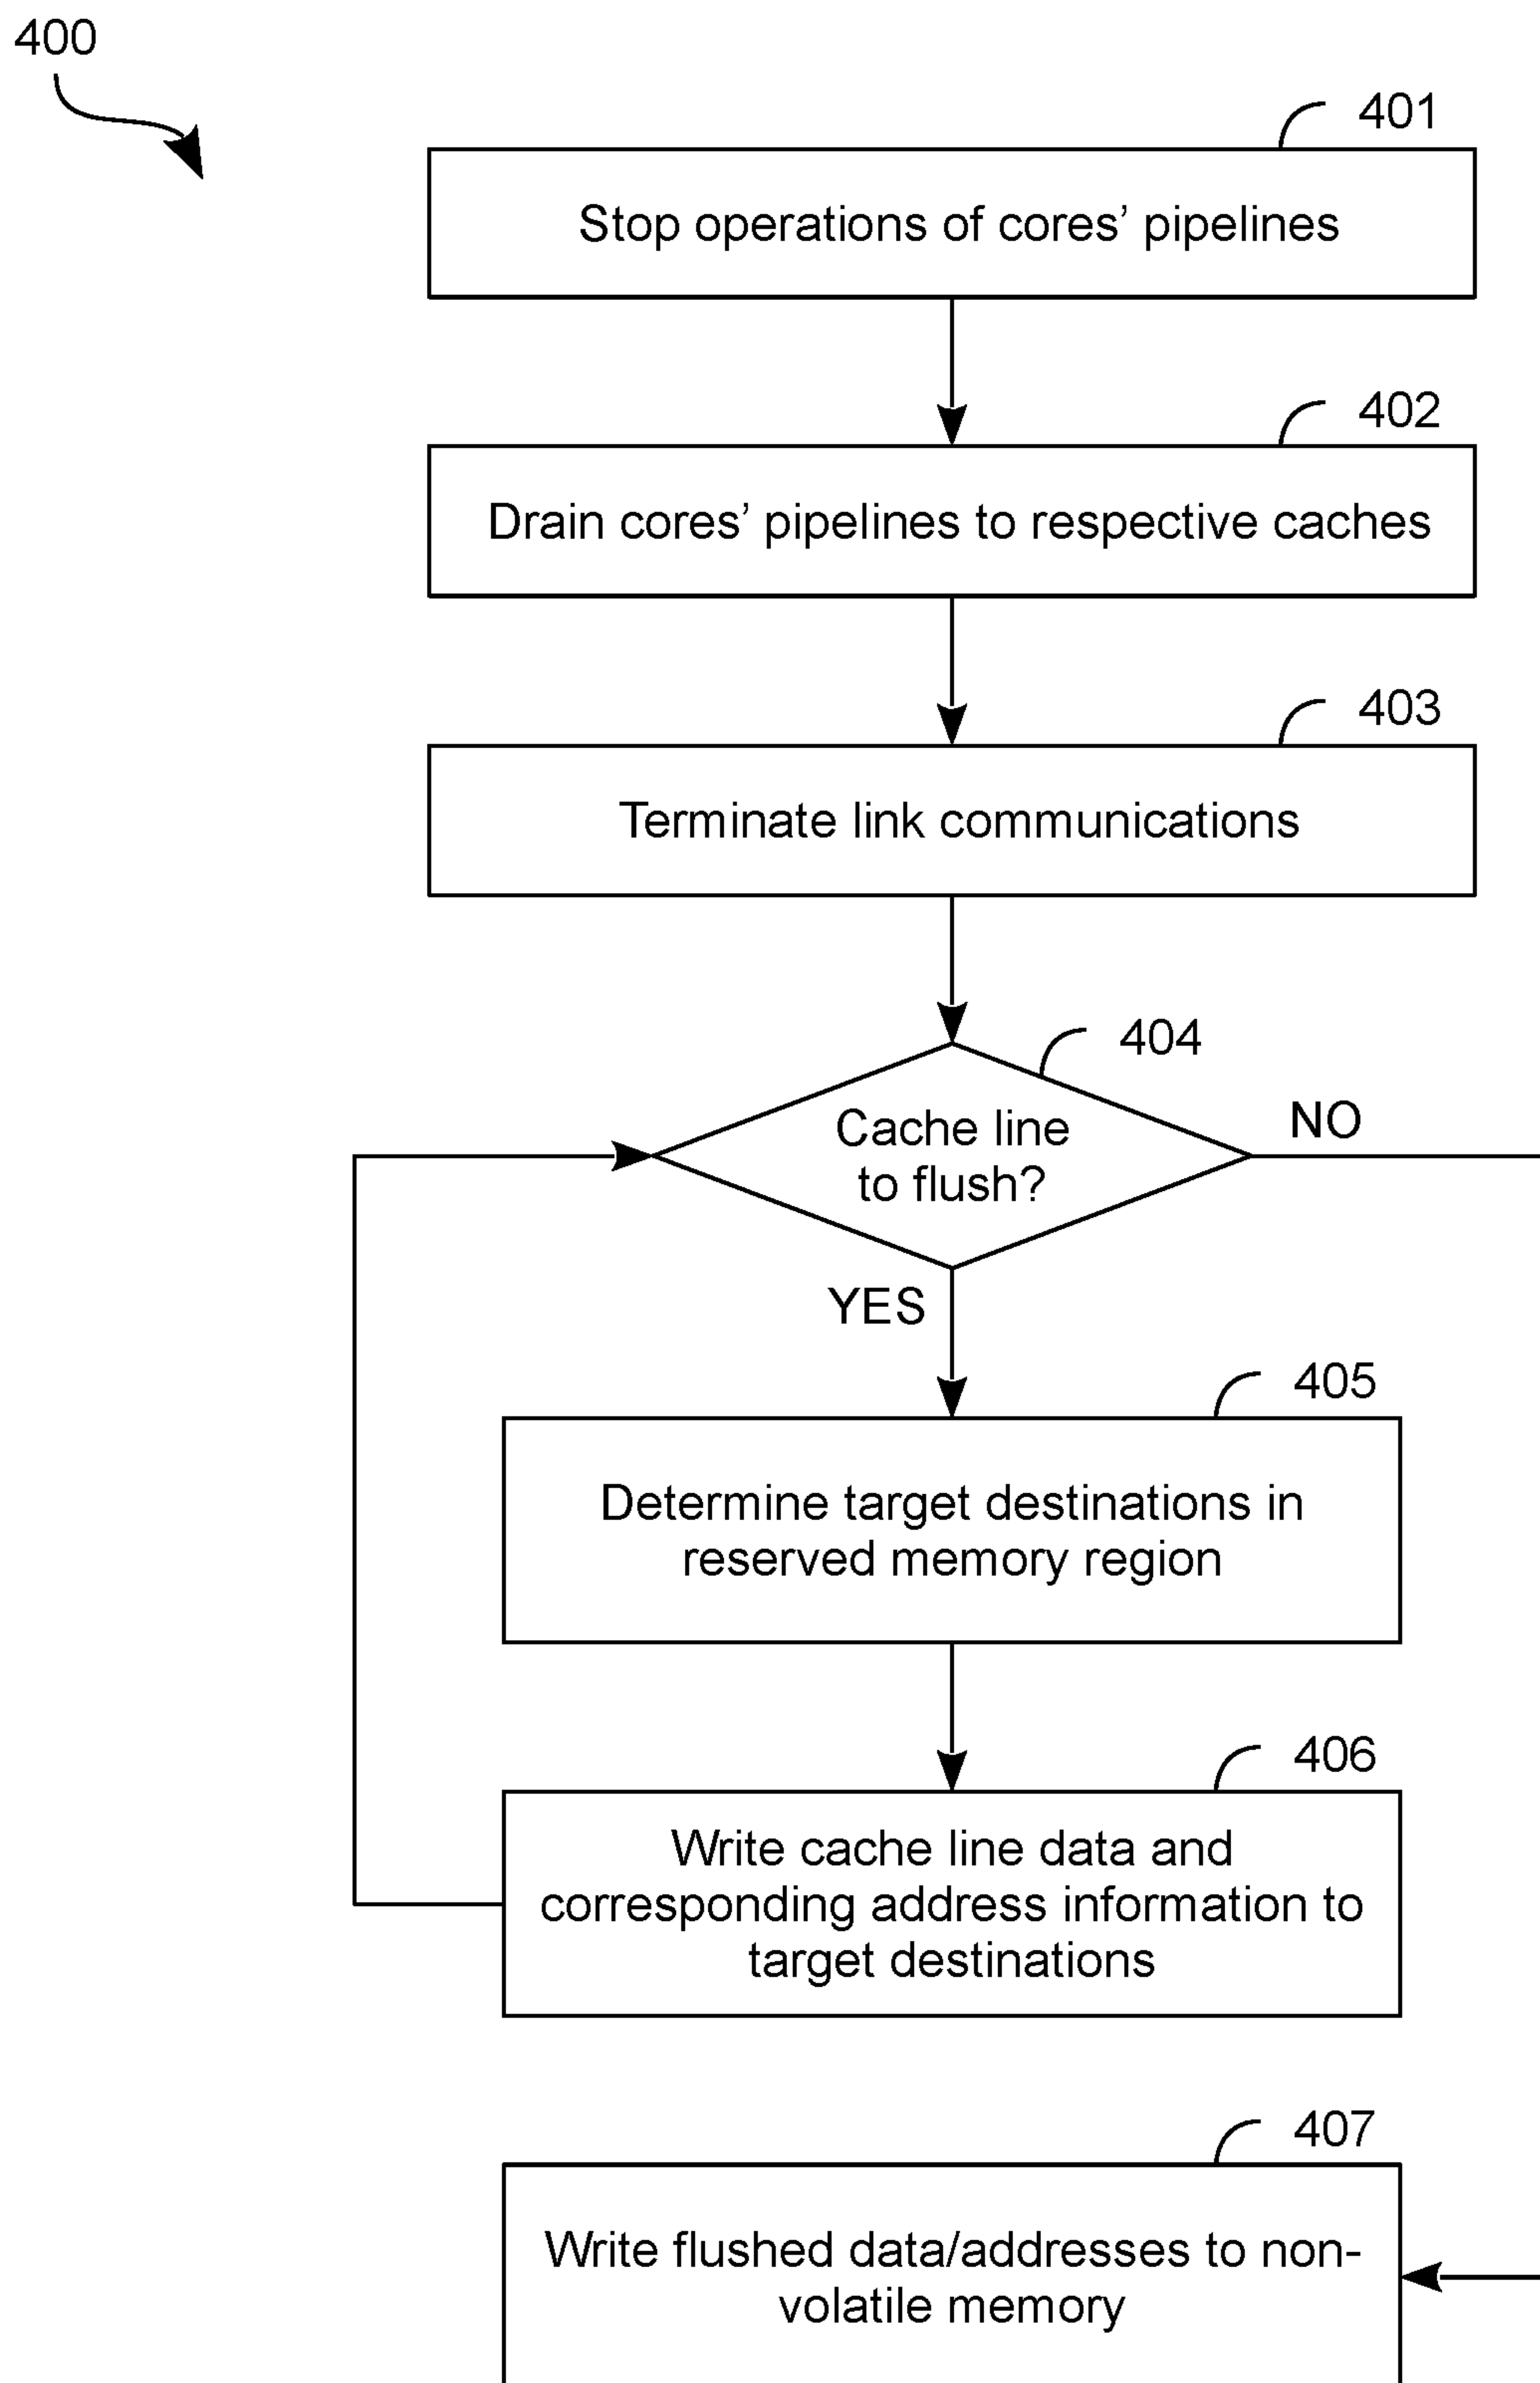 400
401
Stop operations of cores’ pipelines
402
Drain cores’ pipelines to respective caches
403
Terminate link communications
404
Cache line
to flush?
NO
YES
405
Determine target destinations in
reserved memory region
406
Write cache line data and
corresponding address information to
target destinations
407
Write flushed data/addresses to non-
volatile memory